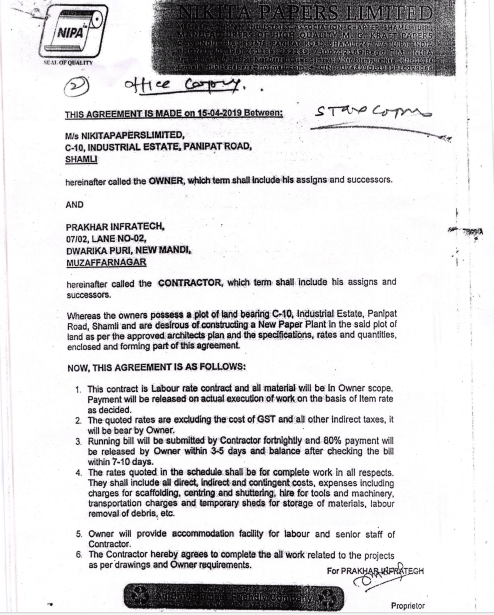 NIKITA PAPERS LIMITED
NIPA
SEAL OF QUALITY
2 office Copy.
THIS AGREEMENT IS MADE on 15-04-2019 Between:
M/s NIKITAPAPERSLIMITED,
C-10, INDUSTRIAL ESTATE, PANIPAT ROAD,
SHAMLI
hereinafter called the OWNER, which term shall include his assigns and successors.
AND
PRAKHAR INFRATECH,
07/02, LANE NO-02,
DWARIKA PURI, NEW MANDI,
MUZAFFARNAGAR
hereinafter called the CONTRACTOR, which term shall include his assigns and
successors.
Whereas the owners possess a plot of land bearing C-10, Industrial Estate, Panipat
Road, Shamli and are desirous of constructing a New Paper Plant in the said plot of
land as per the approved architects plan and the specifications, rates and quantities,
enclosed and forming part of this agreement.
NOW, THIS AGREEMENT IS AS FOLLOWS:
1. This contract is Labour rate contract and all material will be in Owner scope.
Payment will be released on actual execution of work on the basis of Item rate
as decided.
2. The quoted rates are excluding the cost of GST and all other indirect taxes, it
will be bear by Owner.
3. Running bill will be submitted by Contractor fortnightly and 80% payment will
be released by Owner within 3-5 days and balance after checking the bill
within 7-10 days.
4. The rates quoted in the schedule shall be for complete work in all respects.
They shall include all direct, indirect and contingent costs, expenses including
charges for scaffolding, centring and shuttering, hire for tools and machinery,
transportation charges and temporary sheds for storage of materials, labour
removal of debris, etc.
5. Owner will provide accommodation facility for labour and senior staff of
Contractor.
6. The Contractor hereby agrees to complete the all work related to the projects
as per drawings and Owner requirements.
For PRAKHAR INFRATECH
Proprietor